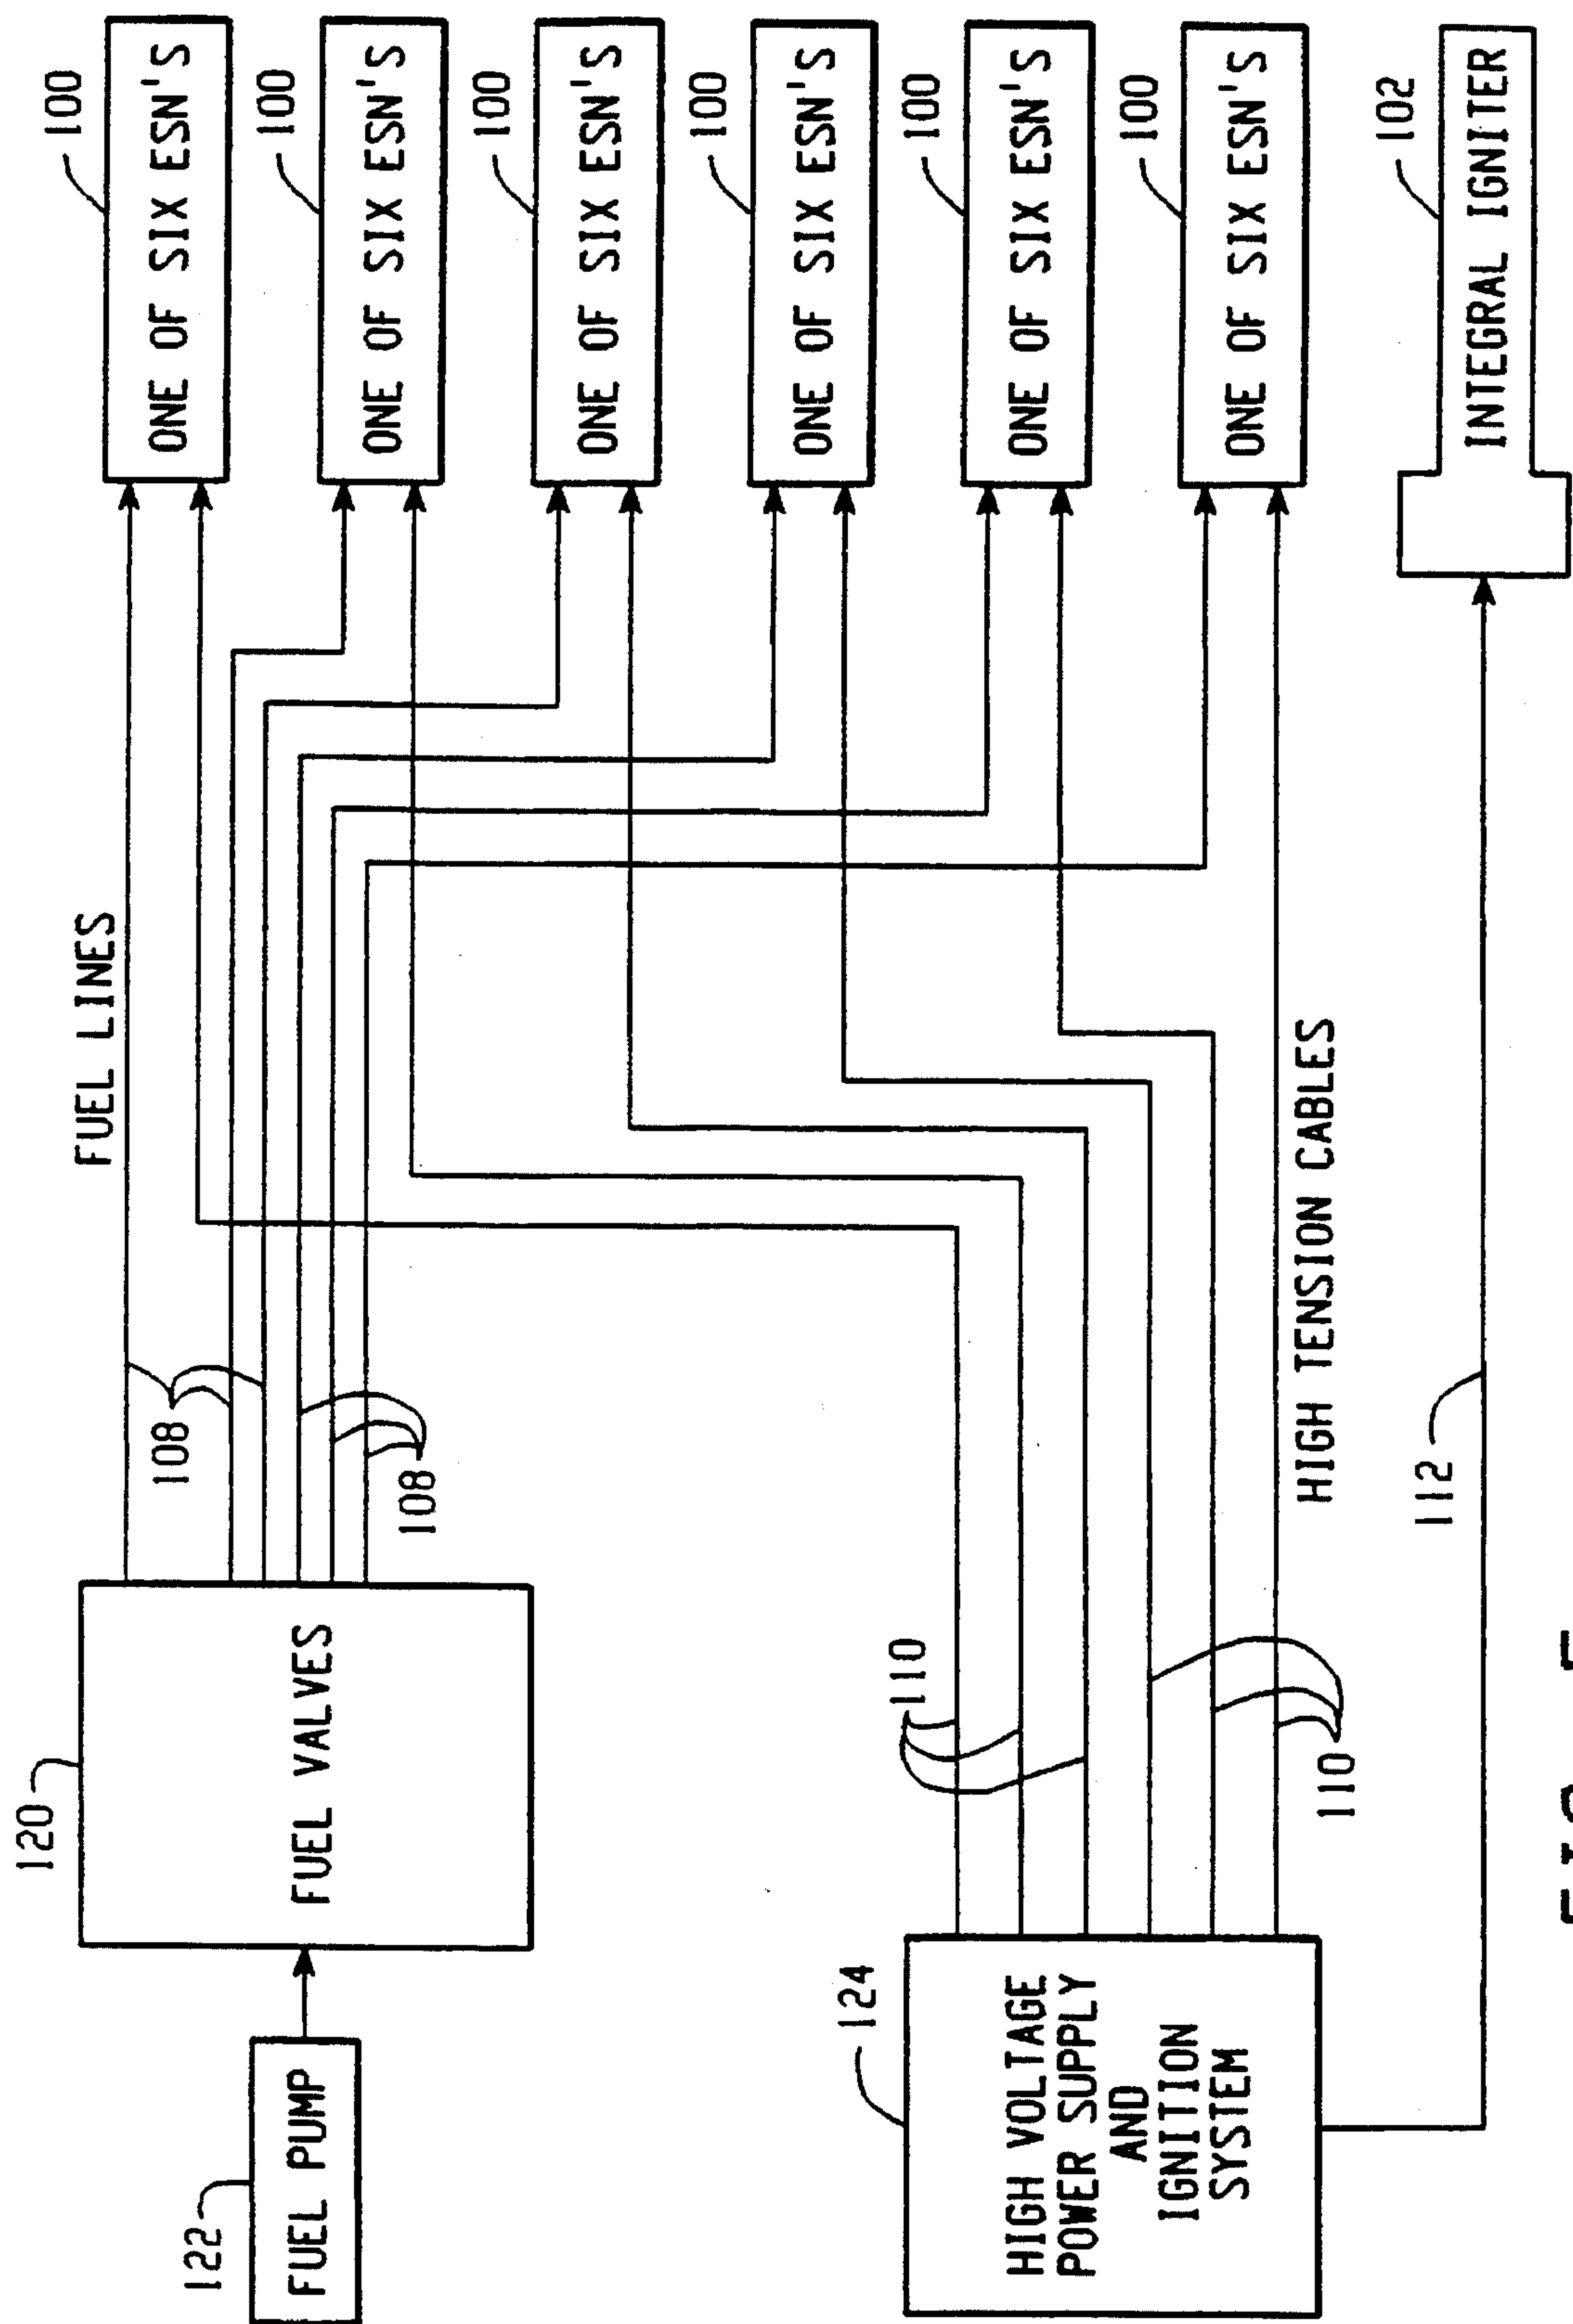 122
FUEL PUMP
120
FUEL VALVES
108
108
FUEL LINES
100
ONE OF SIX ESN'S
100
ONE OF SIX ESN'S
100
ONE OF SIX ESN'S
100
ONE OF SIX ESN'S
100
ONE OF SIX ESN'S
100
ONE OF SIX ESN'S
124
HIGH VOLTAGE
POWER SUPPLY
AND
IGNITION
SYSTEM
110
110
HIGH TENSION CABLES
112
102
INTEGRAL IGNITER